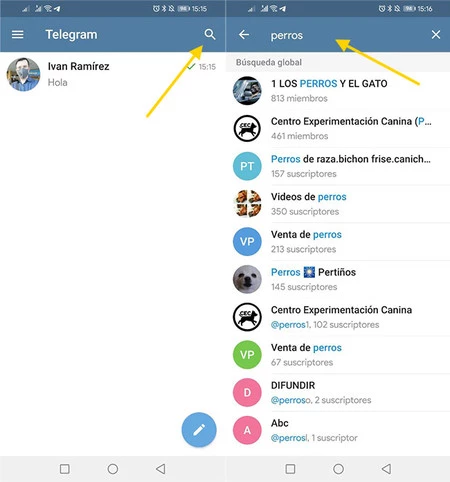 15:15
Telegram
Ivan Ramírez
15:15
Hola
15:16
perros
Búsqueda global
1 LOS PERROS Y EL GATO
813 miembros
Centro Experimentación Canina (P...
461 miembros
PT
Perros de raza.bichon frise.canich...
157 suscriptores
Videos de perros
350 suscriptores
VP
Venta de perros
213 suscriptores
Perros 🎆 Pertiños
145 suscriptores
Centro Experimentación Canina
@perros1, 102 suscriptores
VP
Venta de perros
67 suscriptores
D
DIFUNDIR
@perroso, 2 suscriptores
A
Abc
@perrosl, 1 suscriptor